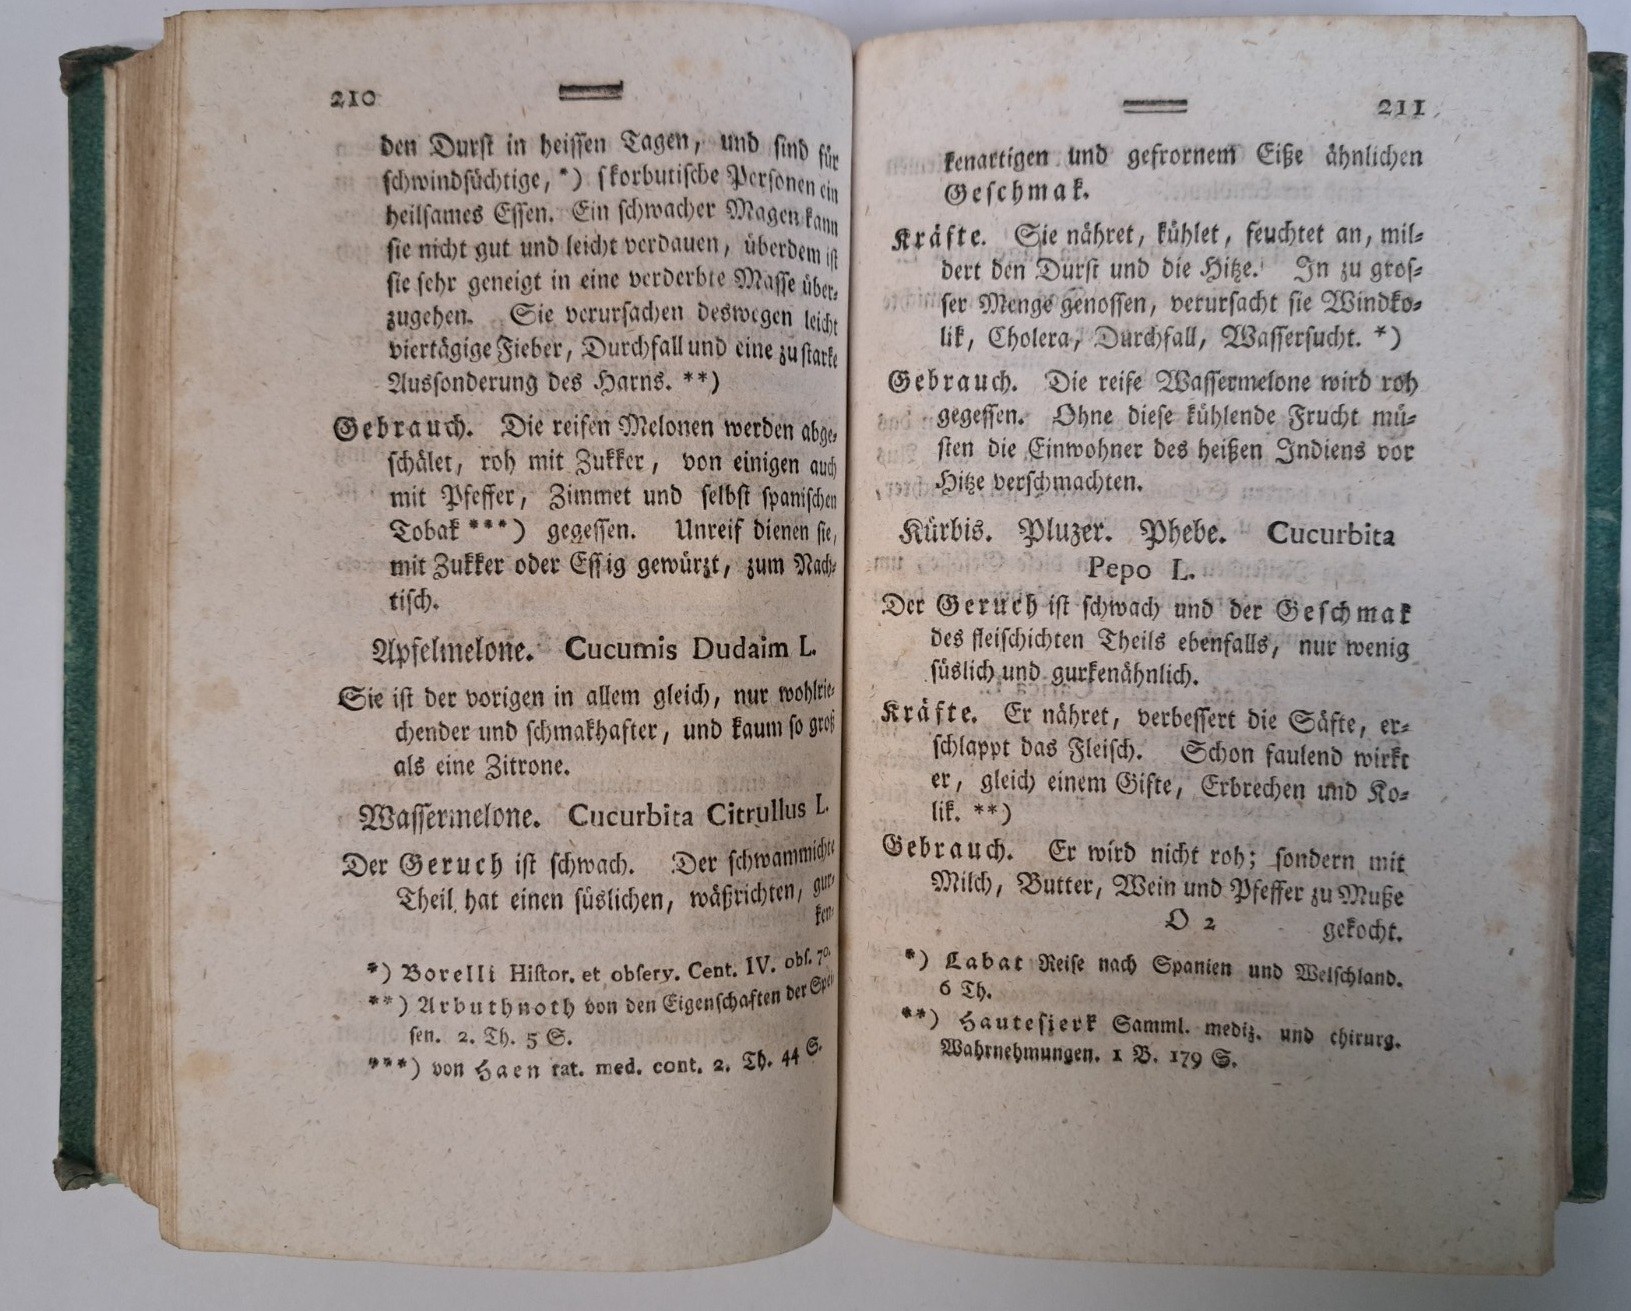 210
den Durst in heissen Tagen, und sind für
schwindsüchtige, *) skorbutische Personen ein
heilsames Essen. Ein schwacher Magen kann
sie nicht gut und leicht verdauen, überdem ist
sie sehr geneigt in eine verderbte Masse über-
zugehen. Sie verursachen deswegen leicht
viertägige Fieber, Durchfall und eine zu starke
Aussonderung des Harns. **)
Gebrauch. Die reifen Melonen werden abge-
schälet, roh mit Zukker, von einigen auch
mit Pfeffer, Zimmet und selbst spanischen
Tobak ***) gegessen. Unreif dienen sie,
mit Zukker oder Essig gewürzt, zum Nach-
tisch.
Apfelmelone. Cucumis Dudaim L.
Sie ist der vorigen in allem gleich, nur wohlrie-
chender und schmakhafter, und kaum so groß
als eine Zitrone.
Wassermelone. Cucurbita Citrullus L.
Der Geruch ist schwach. Der schwammichte
Theil hat einen süslichen, wäßrichten, gur-
ken-
*) Borelli Histor. et observ. Cent. IV. obs. 70.
**) Arbuthnoth von den Eigenschaften der Spei-
sen. 2. Th. 5 S.
***) von Haen rat. med. cont. 2. Th. 44 S.
211
kenartigen und gefrornem Eiße ähnlichen
Geschmak.
Kräfte. Sie nähret, kühlet, feuchtet an, mil-
dert den Durst und die Hitze. In zu gros-
ser Menge genossen, verursacht sie Windko-
lik, Cholera, Durchfall, Wassersucht. *)
Gebrauch. Die reife Wassermelone wird roh
gegessen. Ohne diese kühlende Frucht mü-
sten die Einwohner des heißen Indiens vor
Hitze verschmachten.
Kürbis. Pluzer. Phebe. Cucurbita
Pepo L.
Der Geruch ist schwach und der Geschmak
des fleischichten Theils ebenfalls, nur wenig
süslich und gurkenähnlich.
Kräfte. Er nähret, verbessert die Säfte, er-
schlappt das Fleisch. Schon faulend wirkt
er, gleich einem Gifte, Erbrechen und Ko-
lik. **)
Gebrauch. Er wird nicht roh; sondern mit
Milch, Butter, Wein und Pfeffer zu Muße
O 2 gekocht.
*) Labat Reise nach Spanien und Welschland.
6 Th.
**) Hautesierk Samml. mediz. und chirurg.
Wahrnehmungen. 1 B. 179 S.